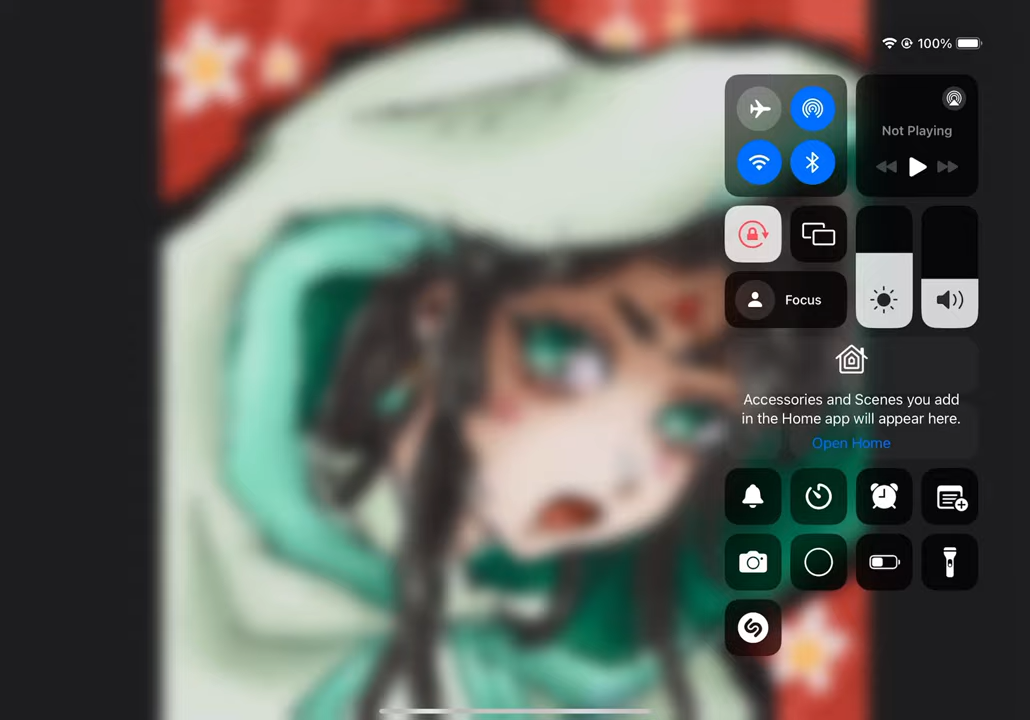 100%
Not Playing
Focus
Accessories and Scenes you add
in the Home app will appear here.
Open Home